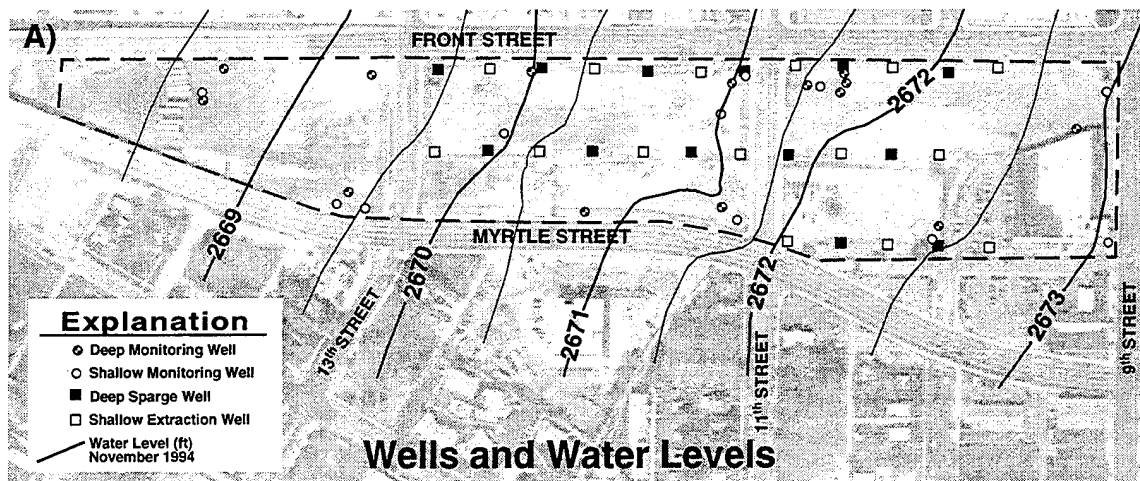 A)
FRONT STREET
2672
2669
2670
MYRTLE STREET
2671
2672
2673
13th STREET
11th STREET
9th STREET
Explanation
Deep Monitoring Well
Shallow Monitoring Well
Deep Sparge Well
Shallow Extraction Well
Water Level (ft)
November 1994
Wells and Water Levels